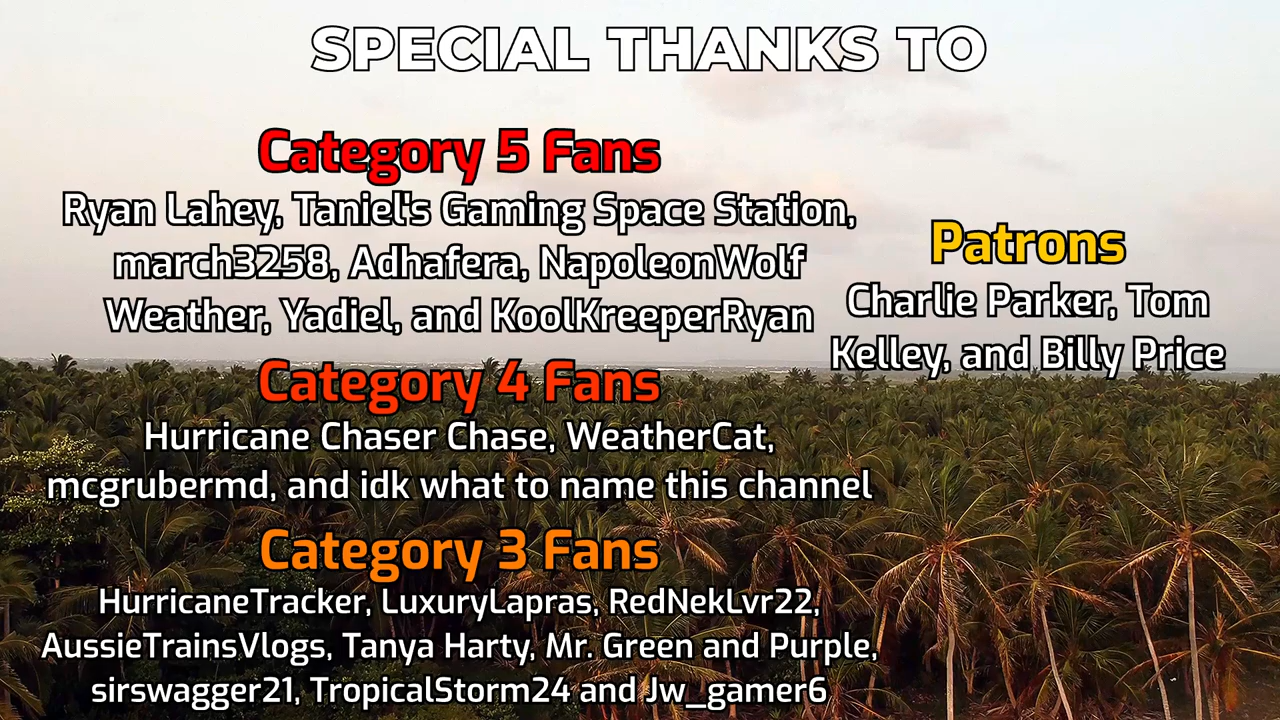 SPECIAL THANKS TO
Category 5 Fans
Ryan Lahey, Taniel's Gaming Space Station,
march3258, Adhafera, NapoleonWolf
Weather, Yadiel, and KoolKreeperRyan
Category 4 Fans
Hurricane Chaser Chase, WeatherCat,
mcgrubermd, and idk what to name this channel
Category 3 Fans
HurricaneTracker, LuxuryLapras, RedNekLvr22,
AussieTrainsVlogs, Tanya Harty, Mr. Green and Purple,
sirswagger21, TropicalStorm24 and Jw_gamer6
Patrons
Charlie Parker, Tom
Kelley, and Billy Price